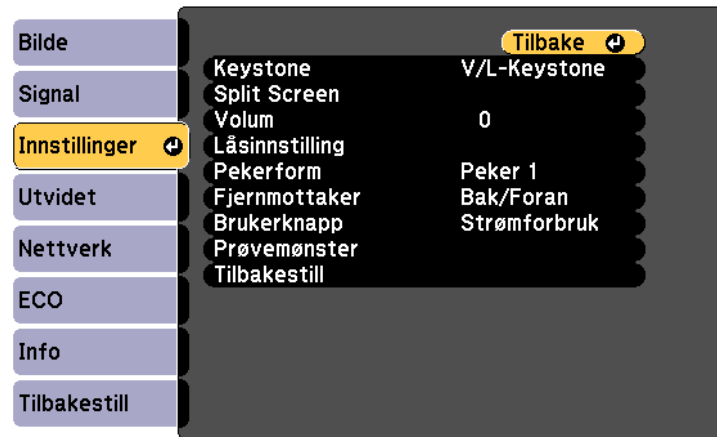 Bilde
Signal
Innstillinger
Utvidet
Nettverk
ECO
Info
Tilbakestill
Tilbake
Keystone V/L-Keystone
Split Screen
Volum 0
Låsinnstilling
Pekerform Peker 1
Fjernmottaker Bak/Foran
Brukerknapp Strømforbruk
Prøvemønster
Tilbakestill